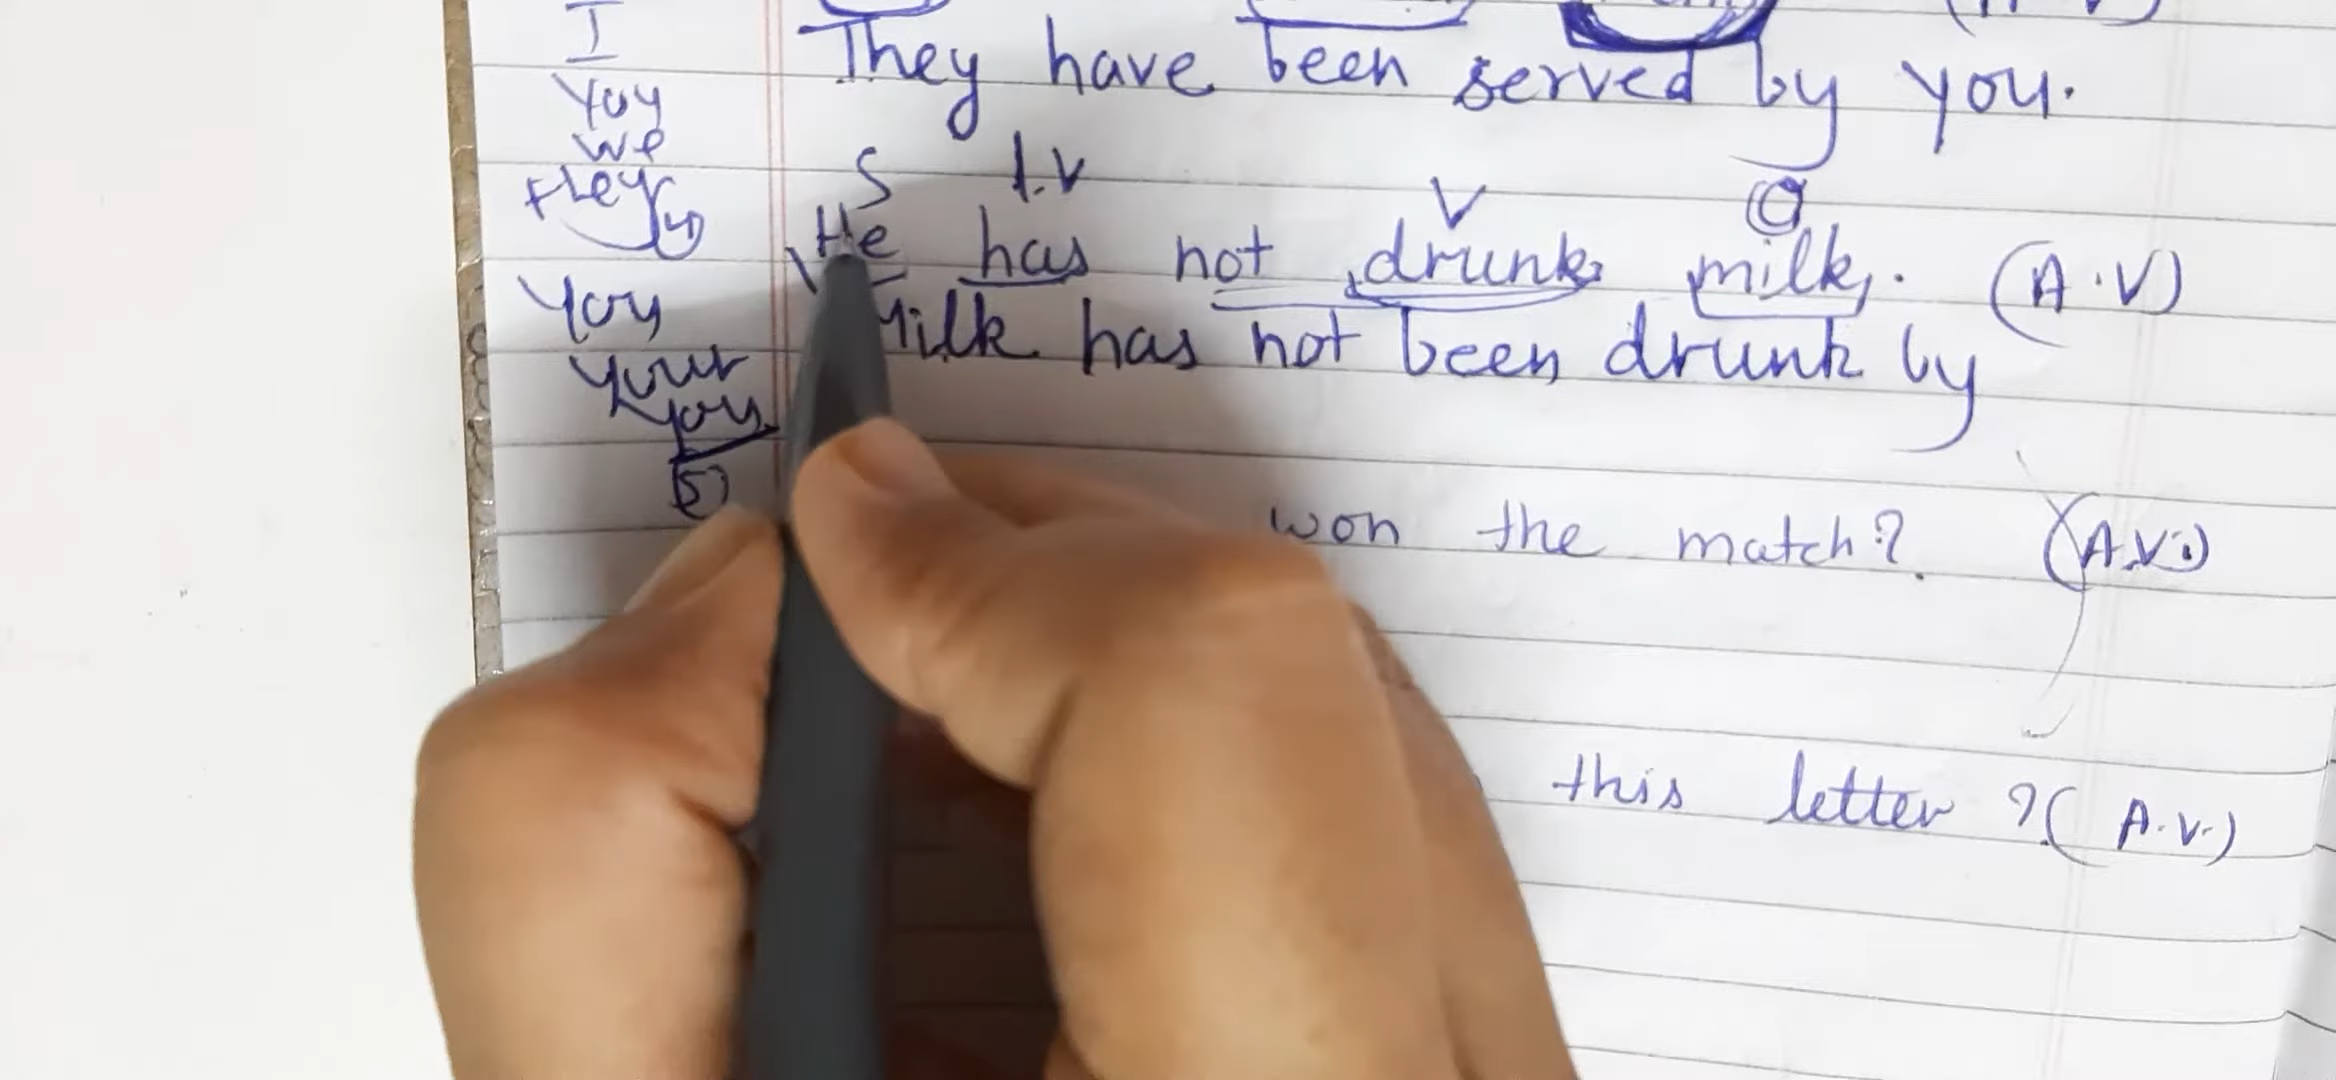 I
They have been served by you.
You
we
they
S I.V V O
He has not drunk milk. (A.V)
You
Milk has not been drunk by
your
you
won the match? (A.V.)
this letter ? (A.V.)